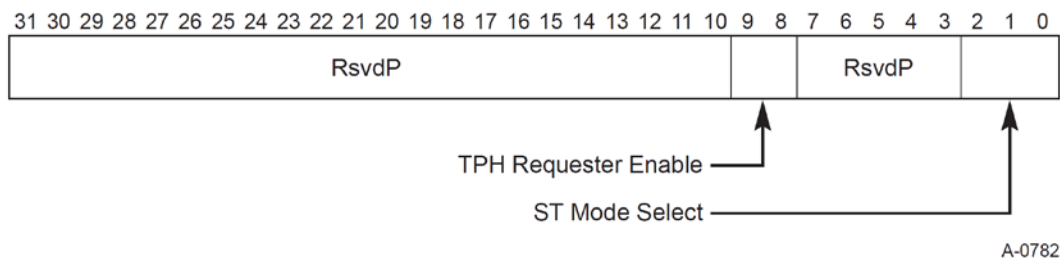 31 30 29 28 27 26 25 24 23 22 21 20 19 18 17 16 15 14 13 12 11 10 9 8 7 6 5 4 3 2 1 0
RsvdP RsvdP
TPH Requester Enable
ST Mode Select
A-0782